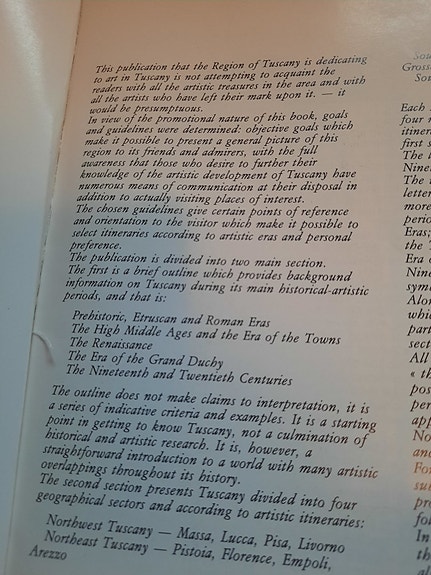 This publication that the Region of Tuscany is dedicating
to art in Tuscany is not attempting to acquaint the
readers with all the artistic treasures in the area and with
all the artists who have left their mark upon it. — it
would be presumptuous.
In view of the promotional nature of this book, goals
and guidelines were determined: objective goals which
make it possible to present a general picture of this
region to its friends and admirers, with the full
awareness that those who desire to further their
knowledge of the artistic development of Tuscany have
numerous means of communication at their disposal in
addition to actually visiting places of interest.
The chosen guidelines give certain points of reference
and orientation to the visitor which make it possible to
select itineraries according to artistic eras and personal
preference.
The publication is divided into two main section.
The first is a brief outline which provides background
information on Tuscany during its main historical-artistic
periods, and that is:
Prehistoric, Etruscan and Roman Eras
The High Middle Ages and the Era of the Towns
The Renaissance
The Era of the Grand Duchy
The Nineteenth and Twentieth Centuries
The outline does not make claims to interpretation, it is
a series of indicative criteria and examples. It is a starting
point in getting to know Tuscany, not a culmination of
historical and artistic research. It is, however, a
straightforward introduction to a world with many artistic
overlappings throughout its history.
The second section presents Tuscany divided into four
geographical sectors and according to artistic itineraries:
Northwest Tuscany — Massa, Lucca, Pisa, Livorno
Northeast Tuscany — Pistoia, Florence, Empoli,
Arezzo
Each
four
first
The
The
Eras;
the
Era
which
All
« th
No
In
the